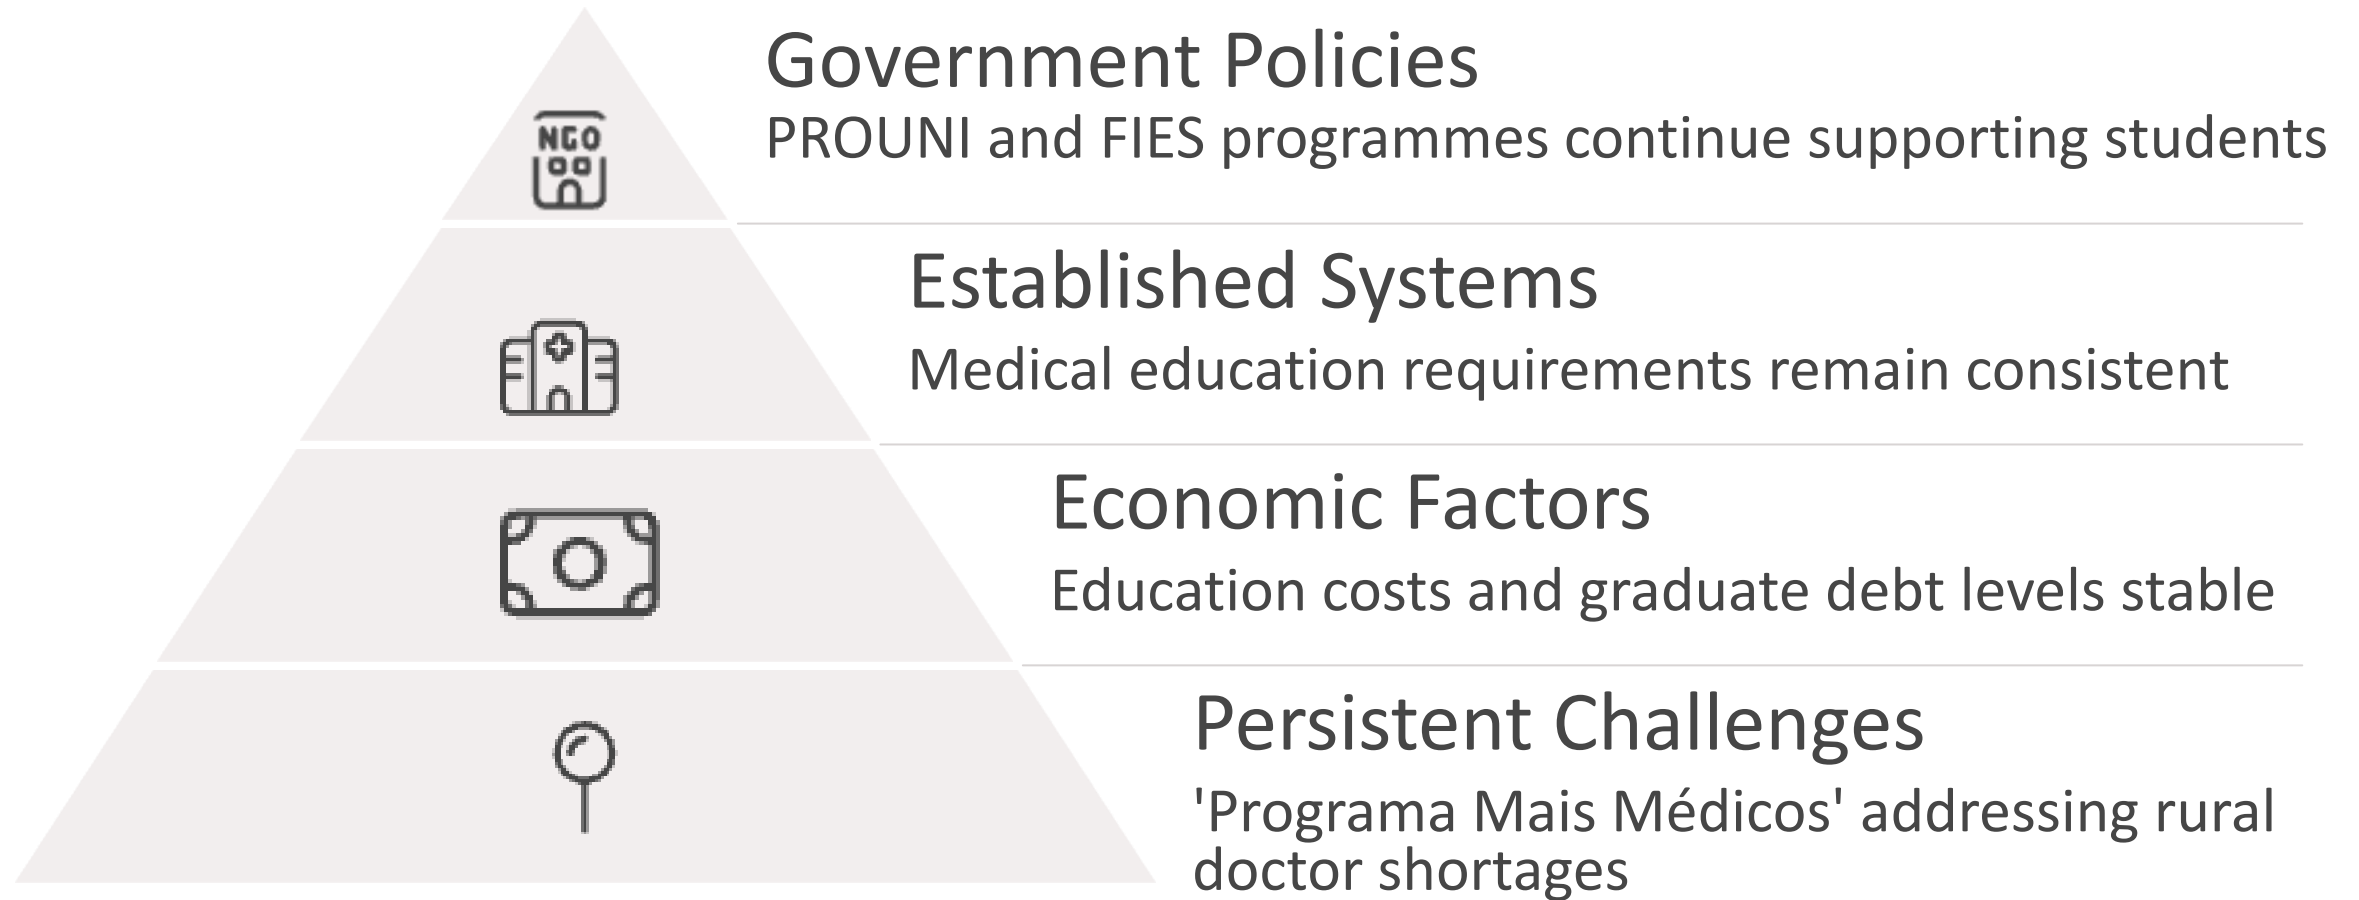 Government Policies
NGO
PROUNI and FIES programmes continue supporting students
Established Systems
Medical education requirements remain consistent
Economic Factors
Education costs and graduate debt levels stable
Persistent Challenges
'Programa Mais Médicos' addressing rural
doctor shortages